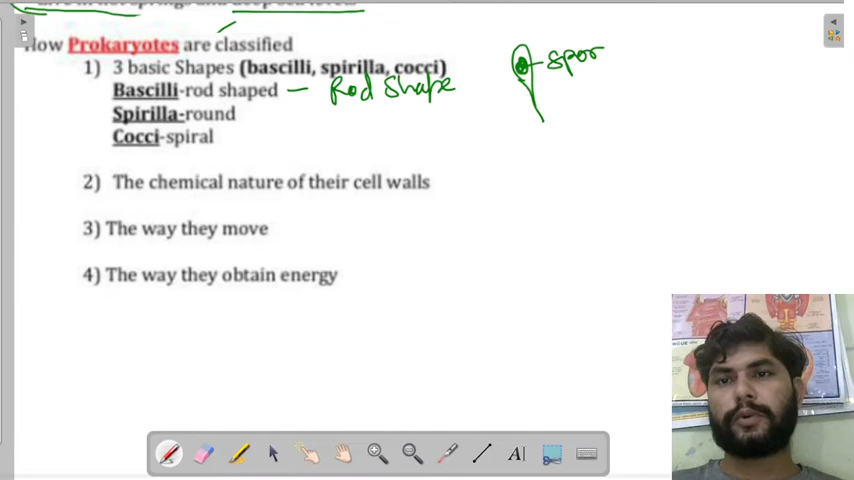 How Prokaryotes are classified
1) 3 basic Shapes (bascilli, spirilla, cocci)
Bascilli-rod shaped – Rod Shape
spor
Spirilla-round
Cocci-spiral
2) The chemical nature of their cell walls
3) The way they move
4) The way they obtain energy
A